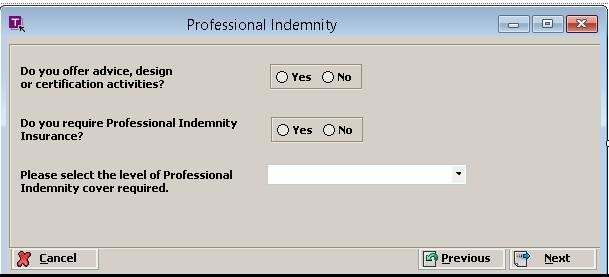 T
Professional Indemnity
Do you offer advice, design
or certification activities?
Yes No
Do you require Professional Indemnity
Insurance?
Yes No
Please select the level of Professional
Indemnity cover required.
Cancel
Previous
Next